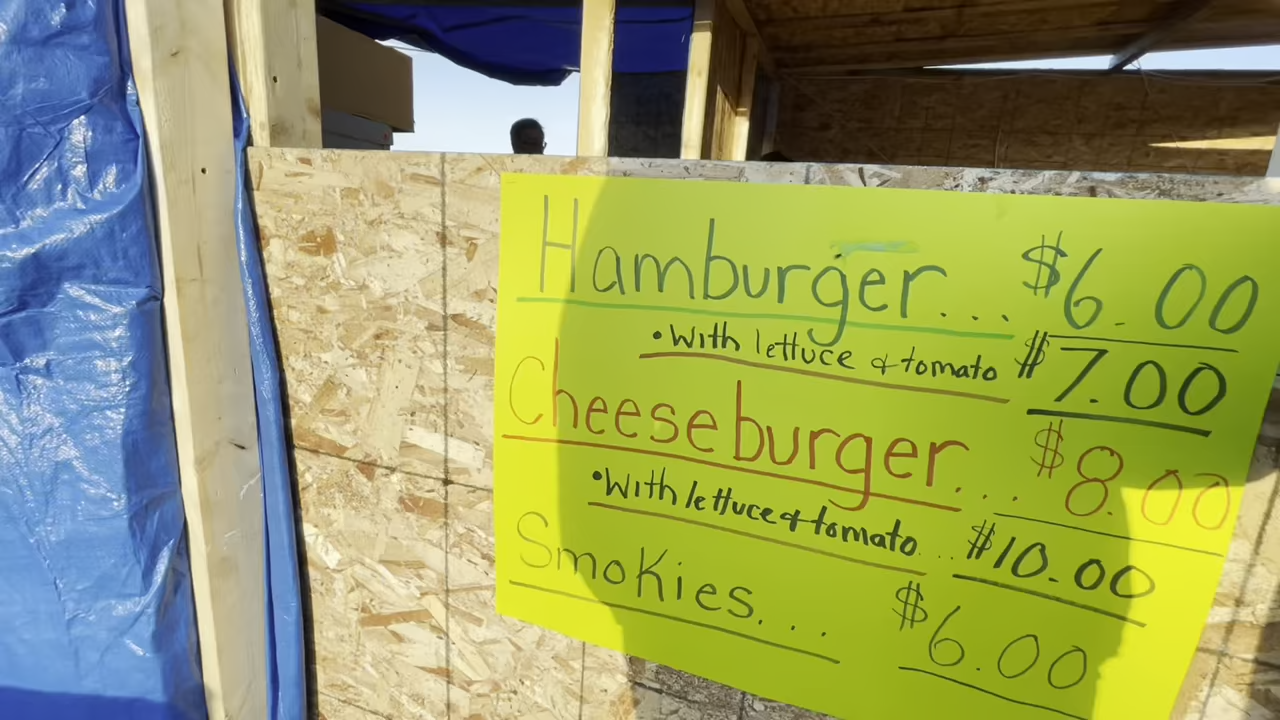 Hamburger... $6.00
•With lettuce & tomato $7.00
Cheeseburger... $8.00
•With lettuce & tomato... $10.00
Smokies... $6.00